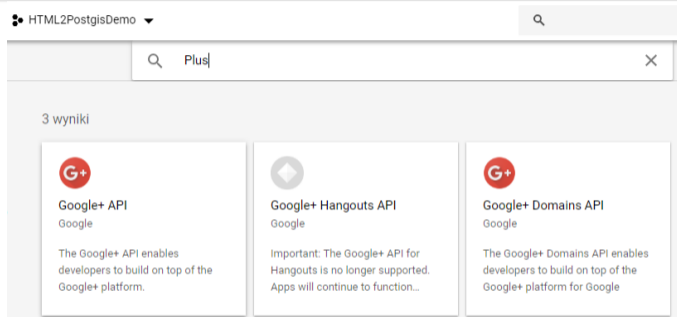 HTML2PostgisDemo
Plus
3 wyniki
G+
Google+ API
Google
The Google+ API enables
developers to build on top of the
Google+ platform.
Google+ Hangouts API
Google
Important: The Google+ API for
Hangouts is no longer supported.
Apps will continue to function...
G+
Google+ Domains API
Google
The Google+ Domains API enables
developers to build on top of the
Google+ platform for Google